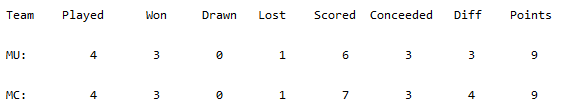 Team Played Won Drawn Lost Scored Conceeded Diff Points
MU: 4 3 0 1 6 3 3 9
MC: 4 3 0 1 7 3 4 9